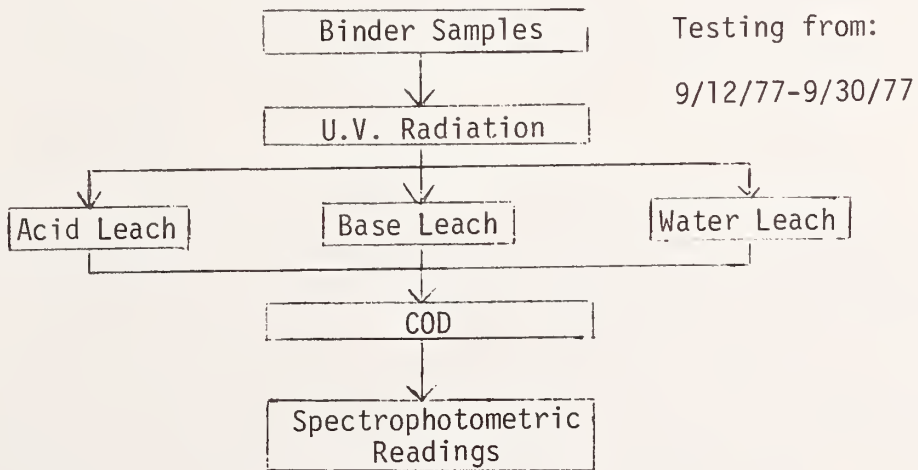 Binder Samples
Testing from:
9/12/77-9/30/77
U.V. Radiation
Acid Leach
Base Leach
Water Leach
COD
Spectrophotometric
Readings